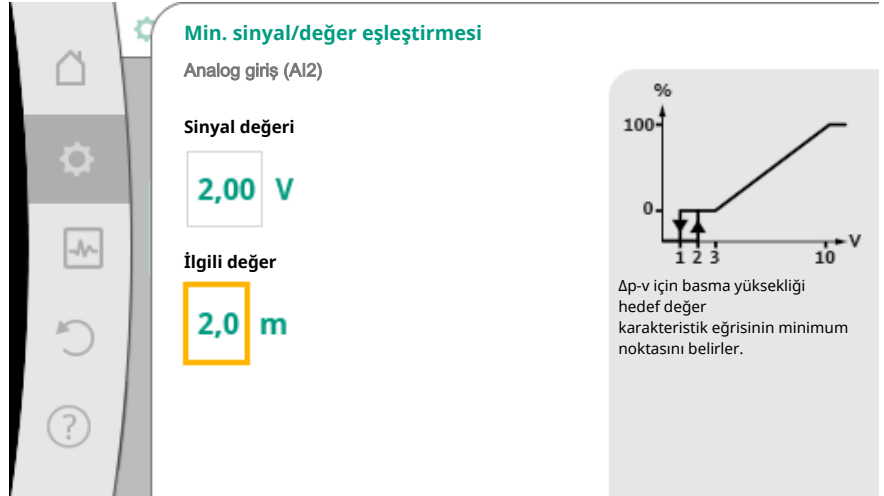 Min. sinyal/değer eşleştirmesi
Analog giriş (AI2)
Sinyal değeri
2,00 V
İlgili değer
2,0 m
%
100
0
1 2 3 10 V
Δp-v için basma yüksekliği
hedef değer
karakteristik eğrisinin minimum
noktasını belirler.
?